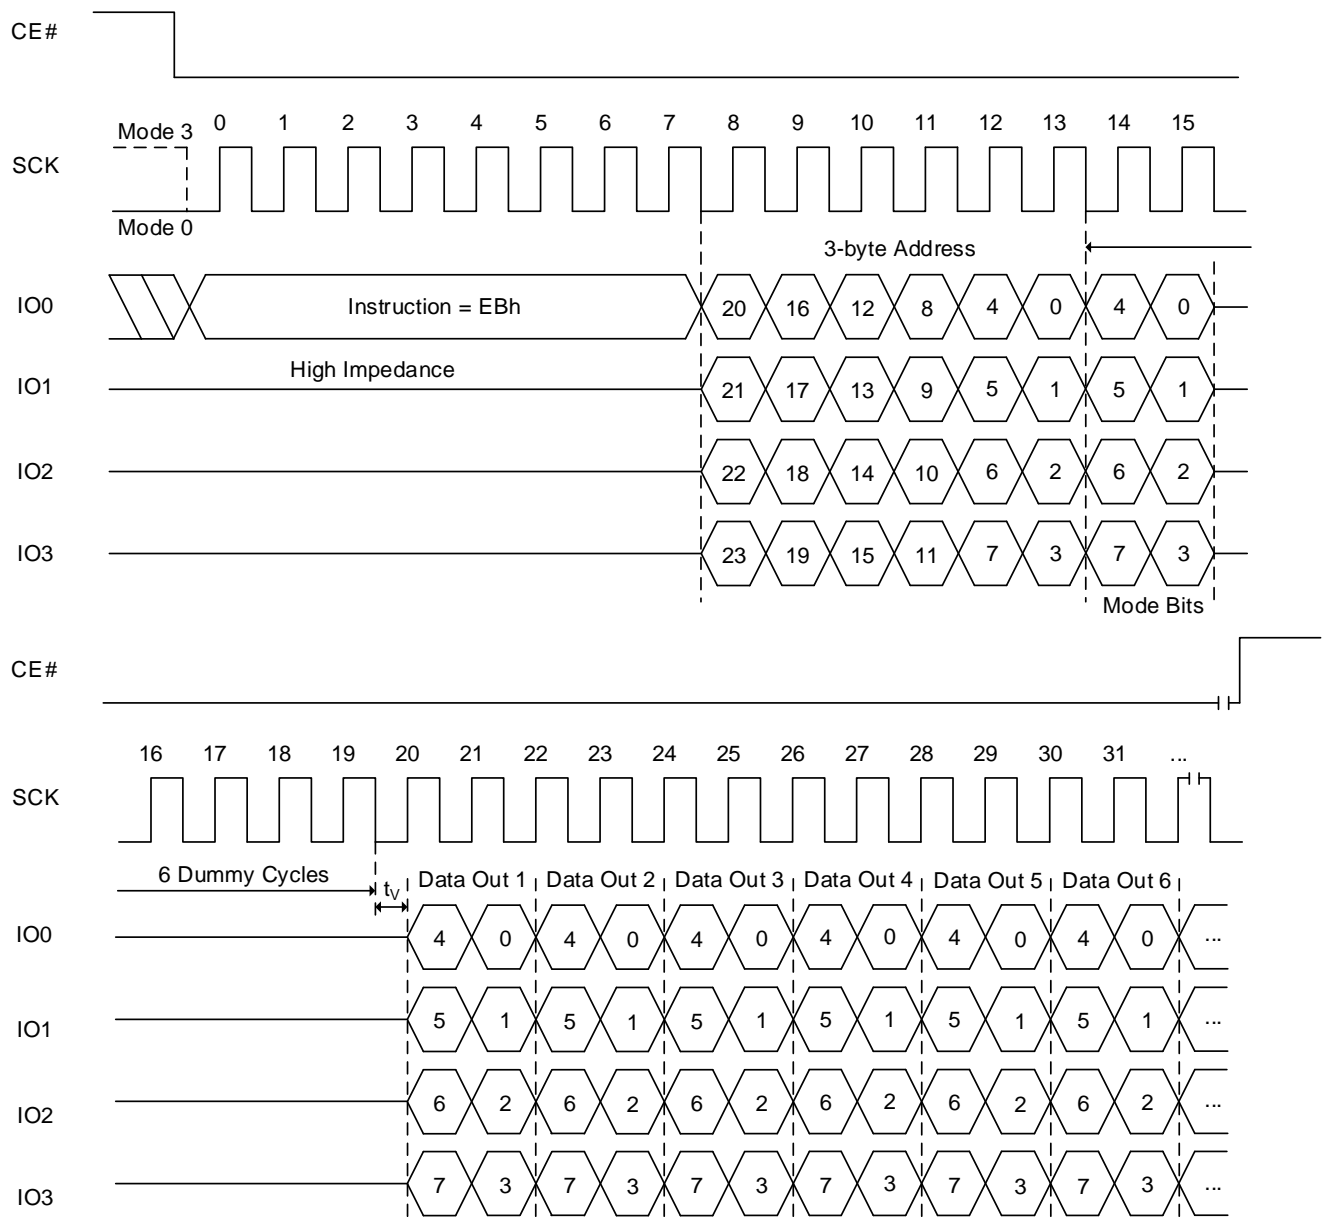 CE#
Mode 3 0 1 2 3 4 5 6 7 8 9 10 11 12 13 14 15
SCK
Mode 0
3-byte Address
IO0 Instruction = EBh 20 16 12 8 4 0 4 0
High Impedance
IO1 21 17 13 9 5 1 5 1
IO2 22 18 14 10 6 2 6 2
IO3 23 19 15 11 7 3 7 3
Mode Bits
CE#
16 17 18 19 20 21 22 23 24 25 26 27 28 29 30 31 ...
SCK
6 Dummy Cycles tV Data Out 1 Data Out 2 Data Out 3 Data Out 4 Data Out 5 Data Out 6
IO0 4 0 4 0 4 0 4 0 4 0 4 0 ...
IO1 5 1 5 1 5 1 5 1 5 1 5 1 ...
IO2 6 2 6 2 6 2 6 2 6 2 6 2 ...
IO3 7 3 7 3 7 3 7 3 7 3 7 3 ...